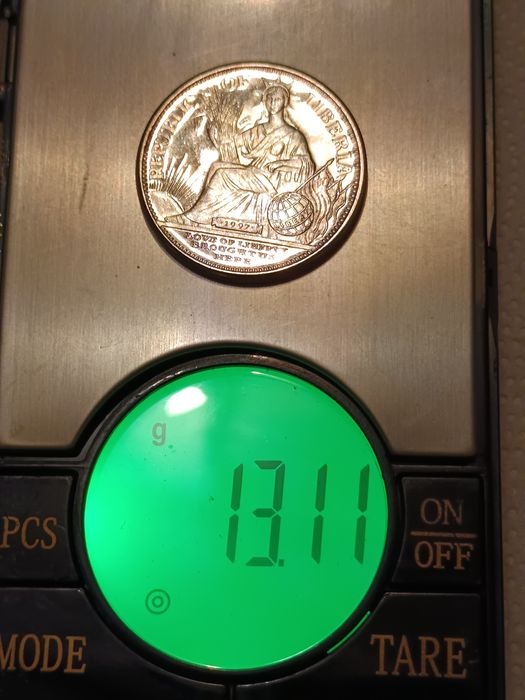 REPUBLIC OF LIBERIA
1997
LOVE OF LIBERTY
BROUGHT US
HERE
g
13.11
PCS
ON
OFF
MODE
TARE